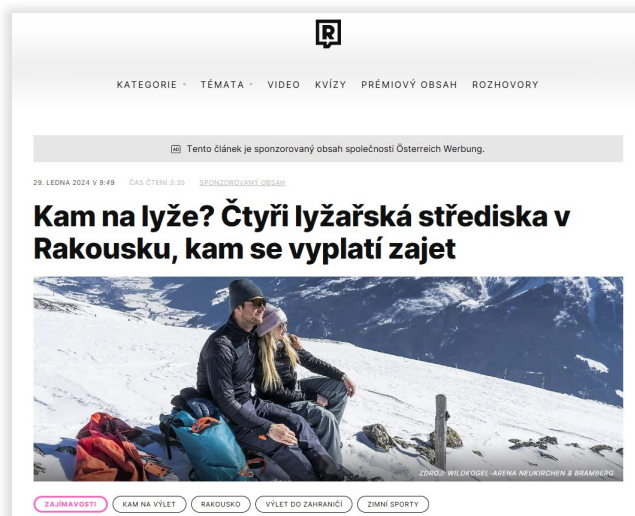 R
KATEGORIE TÉMATA VIDEO KVÍZY PRÉMIOVÝ OBSAH ROZHOVORY
AD Tento článek je sponzorovaný obsah společnosti Österreich Werbung.
29. LEDNA 2024 V 9:49 ČAS ČTENÍ 3:35 SPONZOROVANÝ OBSAH
Kam na lyže? Čtyři lyžařská střediska v
Rakousku, kam se vyplatí zajet
ZDROJ: WILDKOGEL-ARENA NEUKIRCHEN & BRAMBERG
ZAJÍMAVOSTI KAM NA VÝLET RAKOUSKO VÝLET DO ZAHRANIČÍ ZIMNÍ SPORTY